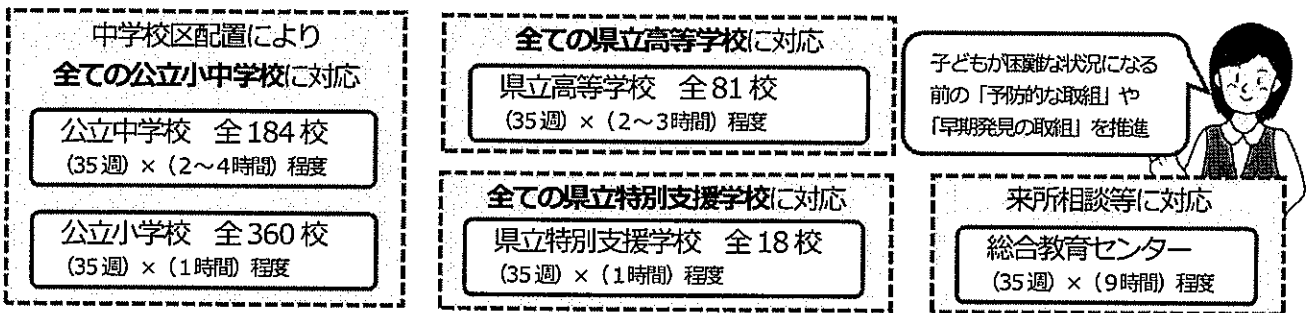 中学校区配置により
全ての公立小中学校に対応
公立中学校　全184校
(35週) × (2～4時間) 程度
公立小学校　全360校
(35週) × (1時間) 程度
全ての県立高等学校に対応
県立高等学校　全81校
(35週) × (2～3時間) 程度
全ての県立特別支援学校に対応
県立特別支援学校　全18校
(35週) × (1時間) 程度
子どもが困難な状況になる
前の「予防的な取組」や
「早期発見の取組」を推進
来所相談等に対応
総合教育センター
(35週) × (9時間) 程度